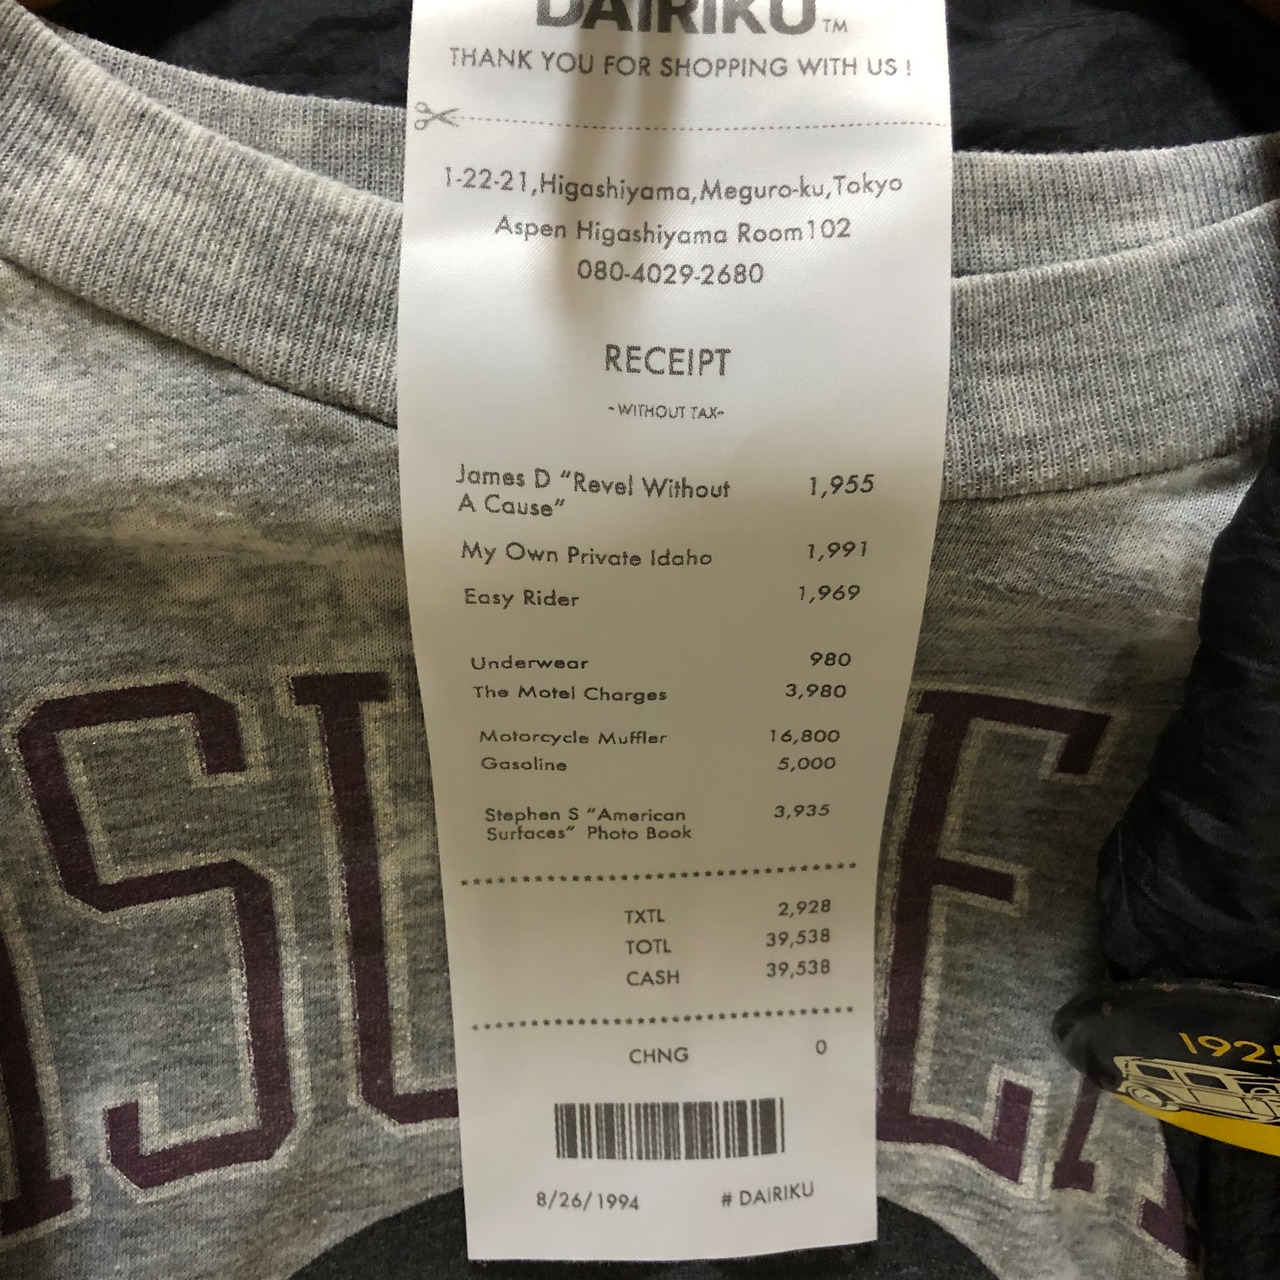 DAIRIKU TM
THANK YOU FOR SHOPPING WITH US !
1-22-21,Higashiyama,Meguro-ku,Tokyo
Aspen Higashiyama Room102
080-4029-2680
RECEIPT
-WITHOUT TAX-
James D “Revel Without 1,955
A Cause”
My Own Private Idaho 1,991
Easy Rider 1,969
Underwear 980
The Motel Charges 3,980
Motorcycle Muffler 16,800
Gasoline 5,000
Stephen S “American 3,935
Surfaces” Photo Book
TXTL 2,928
TOTL 39,538
CASH 39,538
CHNG 0
8/26/1994 # DAIRIKU
1925